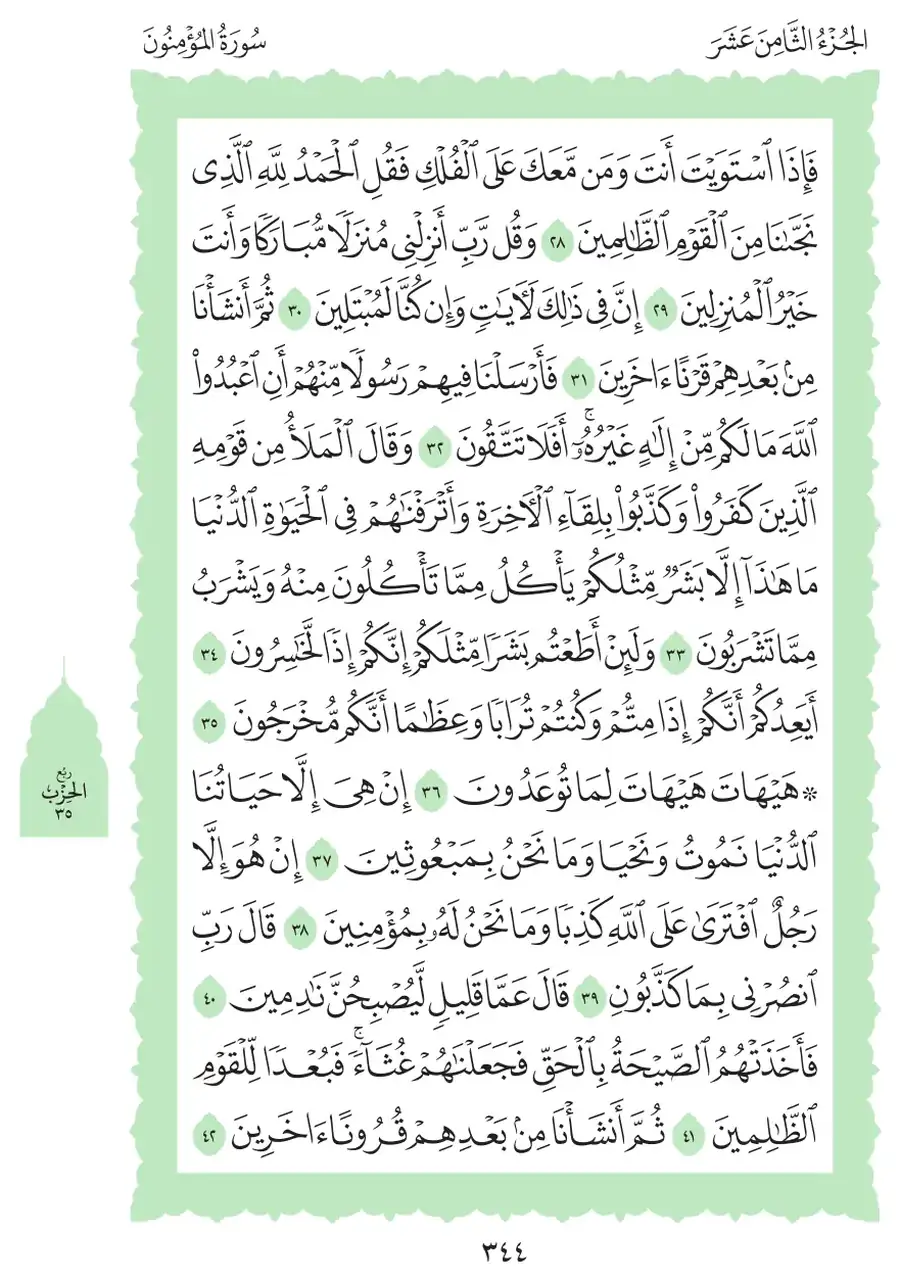 الجُزْءُ الثَّامِنَ عَشَرَ
سُورَةُ المُؤْمِنُونَ
فَإِذَا ٱسْتَوَيْتَ أَنتَ وَمَن مَّعَكَ عَلَى ٱلْفُلْكِ فَقُلِ ٱلْحَمْدُ لِلَّهِ ٱلَّذِى
نَجَّىٰنَا مِنَ ٱلْقَوْمِ ٱلظَّٰلِمِينَ ٢٨ وَقُل رَّبِّ أَنزِلْنِى مُنزَلًا مُّبَارَكًا وَأَنتَ
خَيْرُ ٱلْمُنزِلِينَ ٢٩ إِنَّ فِى ذَٰلِكَ لَءَايَٰتٍ وَإِن كُنَّا لَمُبْتَلِينَ ٣٠ ثُمَّ أَنشَأْنَا
مِنۢ بَعْدِهِمْ قَرْنًا ءَاخَرِينَ ٣١ فَأَرْسَلْنَا فِيهِمْ رَسُولًا مِّنْهُمْ أَنِ ٱعْبُدُوا۟
ٱللَّهَ مَا لَكُم مِّنْ إِلَٰهٍ غَيْرُهُۥٓ ۚ أَفَلَا تَتَّقُونَ ٣٢ وَقَالَ ٱلْمَلَأُ مِن قَوْمِهِ
ٱلَّذِينَ كَفَرُوا۟ وَكَذَّبُوا۟ بِلِقَآءِ ٱلْءَاخِرَةِ وَأَتْرَفْنَٰهُمْ فِى ٱلْحَيَوٰةِ ٱلدُّنْيَا
مَا هَٰذَآ إِلَّا بَشَرٌ مِّثْلُكُمْ يَأْكُلُ مِمَّا تَأْكُلُونَ مِنْهُ وَيَشْرَبُ
مِمَّا تَشْرَبُونَ ٣٣ وَلَئِنْ أَطَعْتُم بَشَرًا مِّثْلَكُمْ إِنَّكُمْ إِذًا لَّخَٰسِرُونَ ٣٤
أَيَعِدُكُمْ أَنَّكُمْ إِذَا مِتُّمْ وَكُنتُمْ تُرَابًا وَعِظَٰمًا أَنَّكُم مُّخْرَجُونَ ٣٥
۞ هَيْهَاتَ هَيْهَاتَ لِمَا تُوعَدُونَ ٣٦ إِنْ هِىَ إِلَّا حَيَاتُنَا
ٱلدُّنْيَا نَمُوتُ وَنَحْيَا وَمَا نَحْنُ بِمَبْعُوثِينَ ٣٧ إِنْ هُوَ إِلَّا
رَجُلٌ ٱفْتَرَىٰ عَلَى ٱللَّهِ كَذِبًا وَمَا نَحْنُ لَهُۥ بِمُؤْمِنِينَ ٣٨ قَالَ رَبِّ
ٱنصُرْنِى بِمَا كَذَّبُونِ ٣٩ قَالَ عَمَّا قَلِيلٍ لَّيُصْبِحُنَّ نَٰدِمِينَ ٤٠
فَأَخَذَتْهُمُ ٱلصَّيْحَةُ بِٱلْحَقِّ فَجَعَلْنَٰهُمْ غُثَآءً ۚ فَبُعْدًا لِّلْقَوْمِ
ٱلظَّٰلِمِينَ ٤١ ثُمَّ أَنشَأْنَا مِنۢ بَعْدِهِمْ قُرُونًا ءَاخَرِينَ ٤٢
رُبُع
الحِزْب
٣٥
٣٤٤